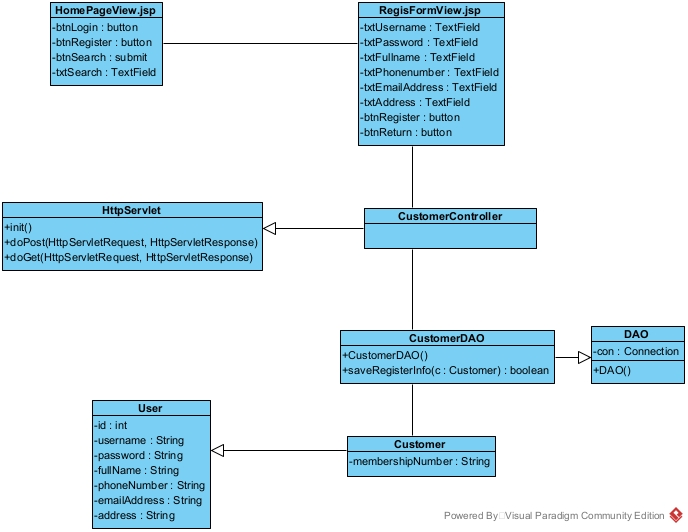 HomePageView.jsp
-btnLogin : button
-btnRegister : button
-btnSearch : submit
-txtSearch : TextField
RegisFormView.jsp
-txtUsername : TextField
-txtPassword : TextField
-txtFullname : TextField
-txtPhonenumber : TextField
-txtEmailAddress : TextField
-txtAddress : TextField
-btnRegister : button
-btnReturn : button
HttpServlet
+init()
+doPost(HttpServletRequest, HttpServletResponse)
+doGet(HttpServletRequest, HttpServletResponse)
CustomerController
CustomerDAO
+CustomerDAO()
+saveRegisterInfo(c : Customer) : boolean
DAO
-con : Connection
+DAO()
User
-id : int
-username : String
-password : String
-fullName : String
-phoneNumber : String
-emailAddress : String
-address : String
Customer
-membershipNumber : String
Powered By Visual Paradigm Community Edition